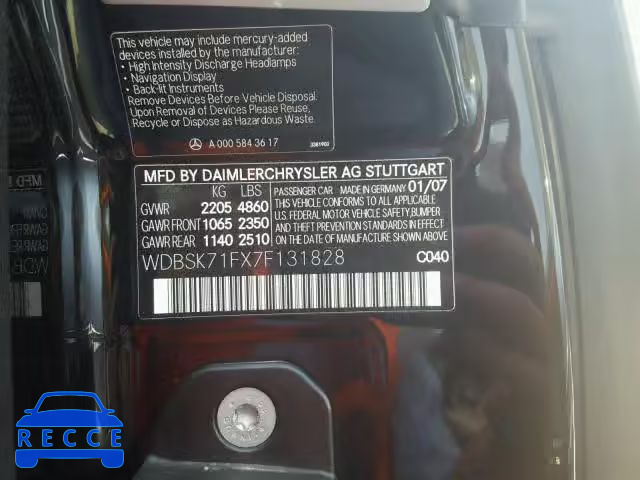 This vehicle may include mercury-added
devices installed by the manufacturer:
• High Intensity Discharge Headlamps
• Navigation Display
• Back-lit Instruments
Remove Devices Before Vehicle Disposal.
Upon Removal of Devices Please Reuse,
Recycle or Dispose as Hazardous Waste.
A 000 584 36 17
MFD BY DAIMLERCHRYSLER AG STUTTGART
KG LBS PASSENGER CAR MADE IN GERMANY 01/07
GVWR 2205 4860 THIS VEHICLE CONFORMS TO ALL APPLICABLE
GAWR FRONT 1065 2350 U.S. FEDERAL MOTOR VEHICLE SAFETY, BUMPER
GAWR REAR 1140 2510 AND THEFT PREVENTION STANDARDS IN EFFECT
ON THE DATE OF MANUFACTURE SHOWN ABOVE.
WDBSK71FX7F131828 C040
RECCE